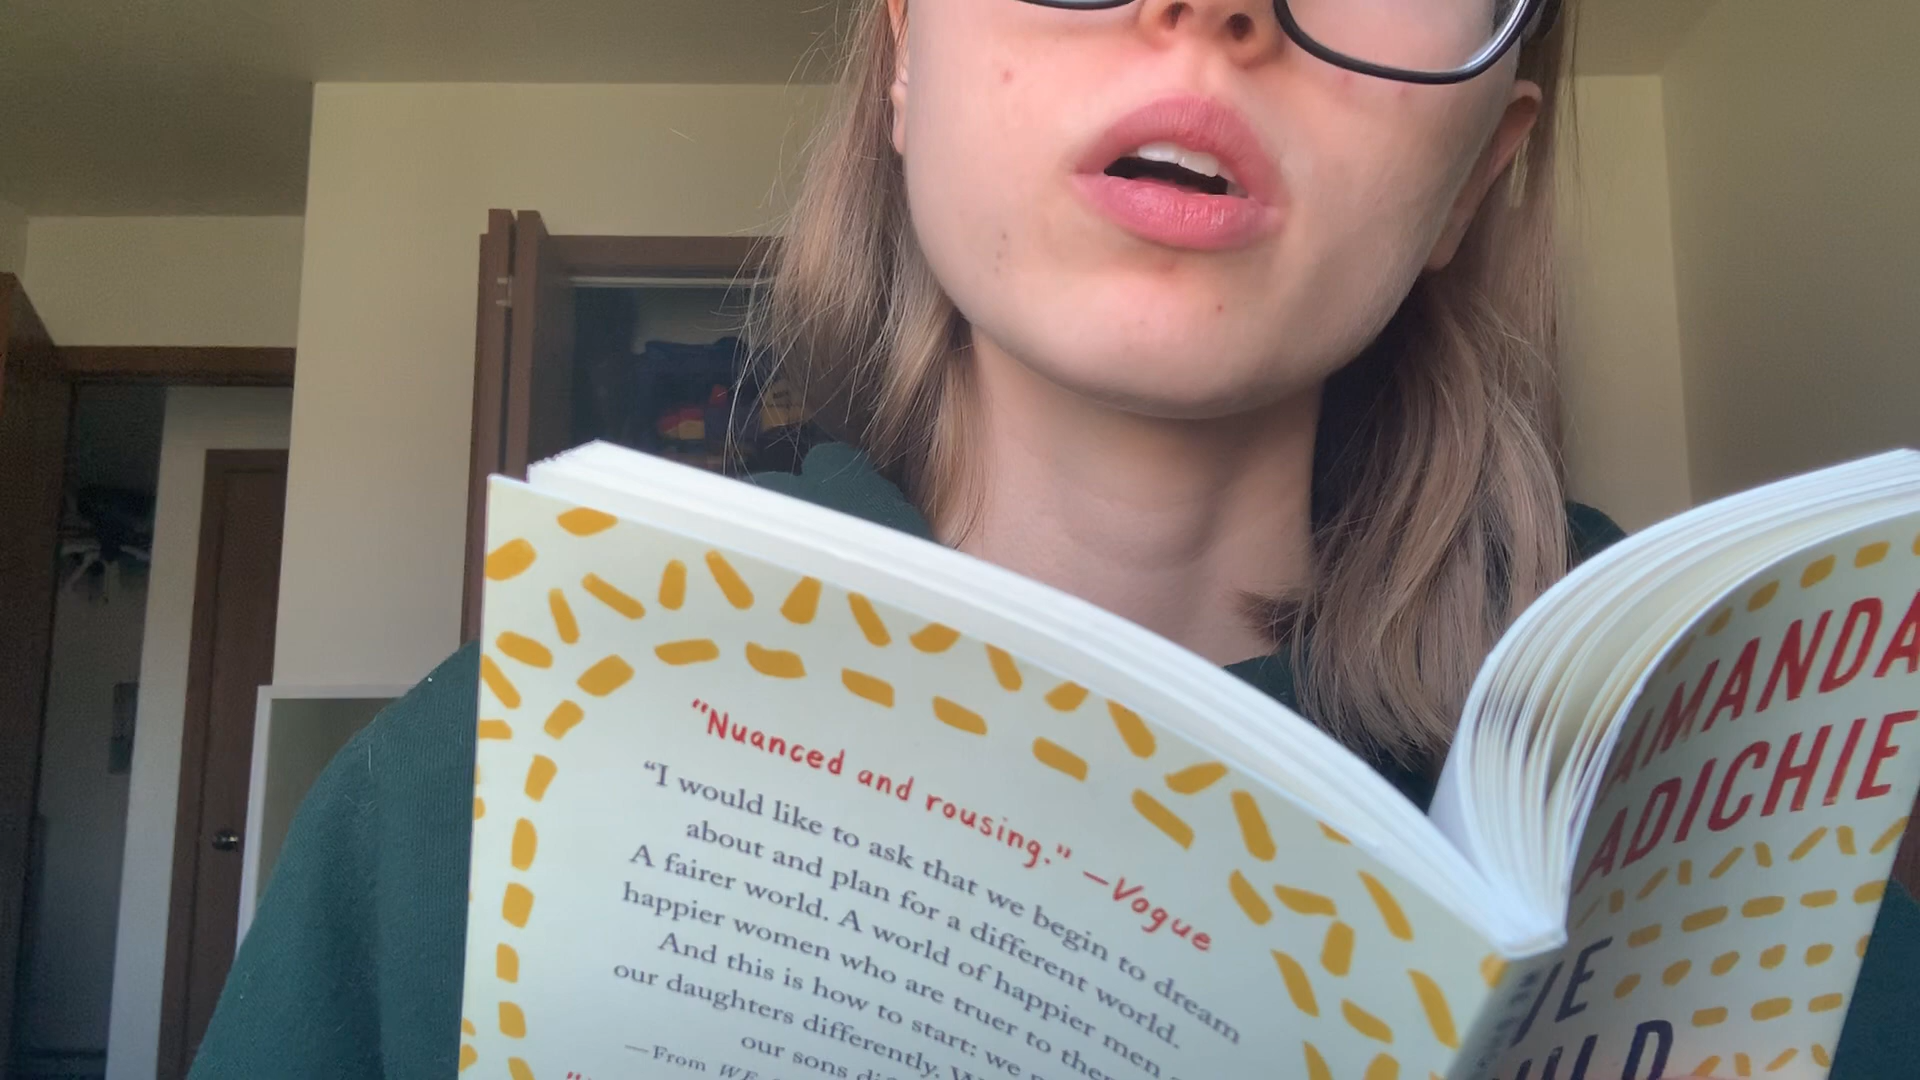 "Nuanced and rousing." —Vogue
"I would like to ask that we begin to dream
about and plan for a different world.
A fairer world. A world of happier men
happier women who are truer to
And this is how to start: we
our daughters differently.
our sons
—From WE
AMANDA
ADICHIE